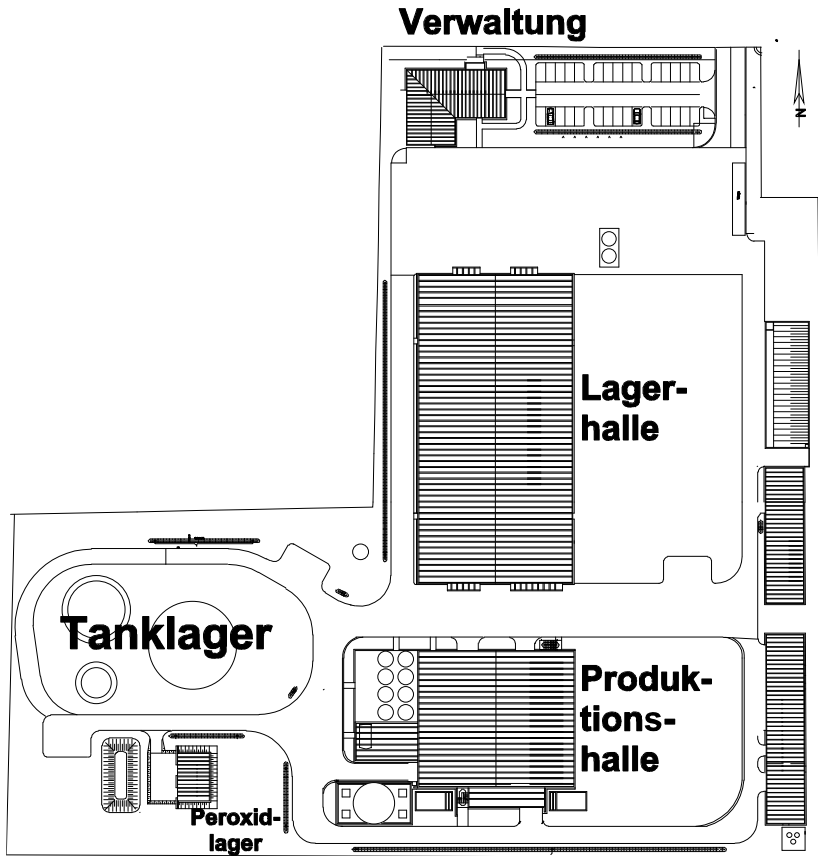 Verwaltung
N
Lager-
halle
Tanklager
Produk-
tions-
halle
Peroxid-
lager